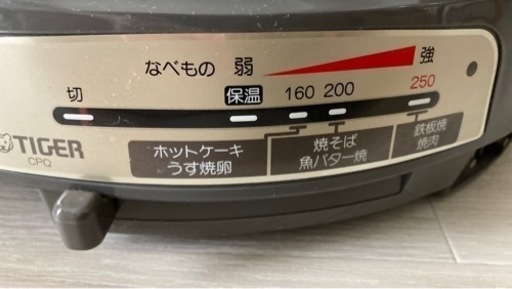 なべもの 弱 強
切 保温 160 200 250
TIGER
CPQ
ホットケーキ
うす焼卵
焼そば
魚バター焼
鉄板焼
焼肉